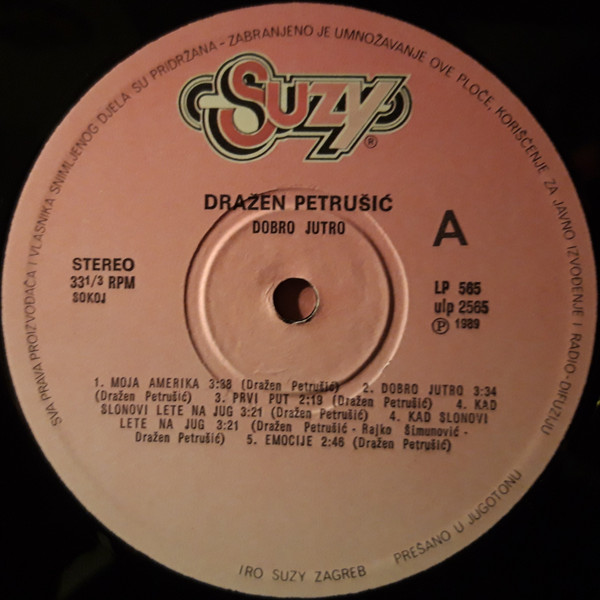 SVA PRAVA PROIZVOĐAČA I VLASNIKA SNIMLJENOG DJELA SU PRIDRŽANA - ZABRANJENO JE UMNOŽAVANJE OVE PLOČE, KORIŠĆENJE ZA JAVNO IZVOĐENJE I RADIO-DIFUZIJU
SUZY®
DRAŽEN PETRUŠIĆ
DOBRO JUTRO
A
STEREO
33 1/3 RPM
SOKOJ
LP 565
ulp 2565
Ⓟ 1989
1. MOJA AMERIKA 3:38 (Dražen Petrušić) 2. DOBRO JUTRO 3:34
(Dražen Petrušić) 3. PRVI PUT 2:19 (Dražen Petrušić) 4. KAD
SLONOVI LETE NA JUG 3:21 (Dražen Petrušić) 4. KAD SLONOVI
LETE NA JUG 3:21 (Dražen Petrušić - Rajko Šimunović -
Dražen Petrušić) 5. EMOCIJE 2:46 (Dražen Petrušić)
IRO SUZY ZAGREB
PREŠANO U JUGOTONU